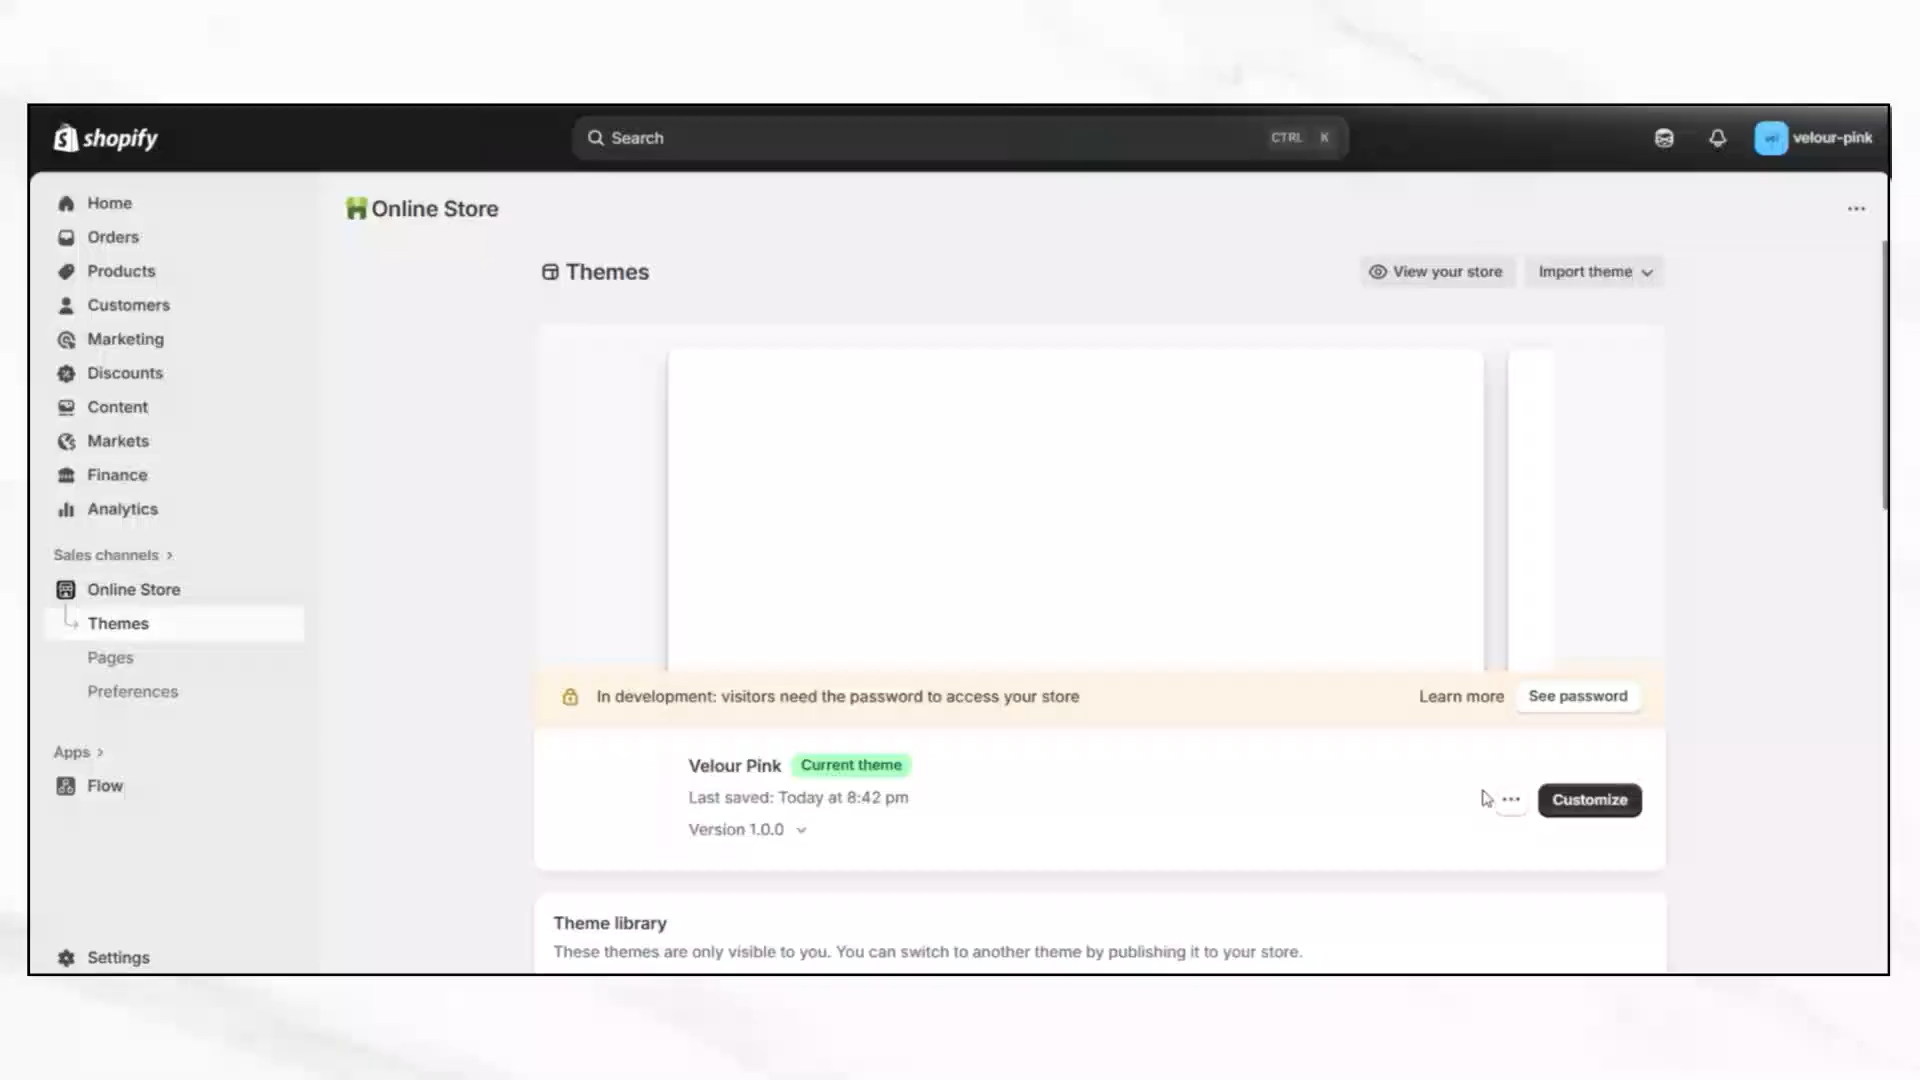 shopify
Search
CTRL K
velour-pink
Home
Orders
Products
Customers
Marketing
Discounts
Content
Markets
Finance
Analytics
Sales channels
Online Store
Themes
Pages
Preferences
Apps
Flow
Settings
Online Store
Themes
View your store
Import theme
In development: visitors need the password to access your store
Learn more
See password
Velour Pink
Current theme
Last saved: Today at 8:42 pm
Version 1.0.0
Customize
Theme library
These themes are only visible to you. You can switch to another theme by publishing it to your store.